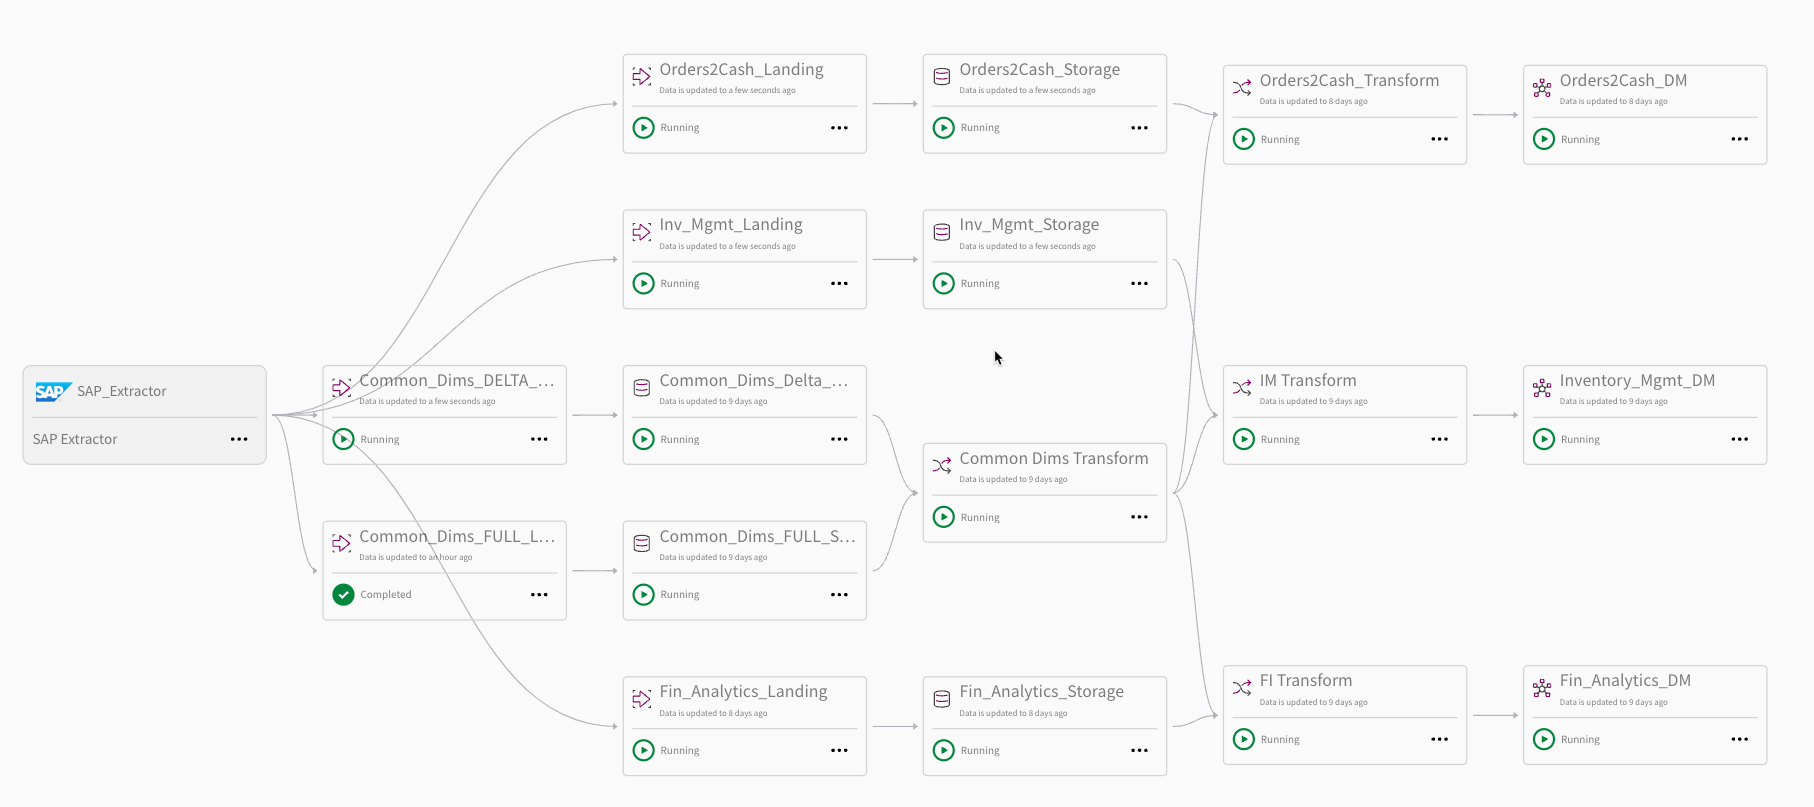 Orders2Cash_Landing
Data is updated to a few seconds ago
Running
Orders2Cash_Storage
Data is updated to a few seconds ago
Running
Orders2Cash_Transform
Data is updated to 8 days ago
Running
Orders2Cash_DM
Data is updated to 8 days ago
Running
Inv_Mgmt_Landing
Data is updated to a few seconds ago
Running
Inv_Mgmt_Storage
Data is updated to a few seconds ago
Running
SAP SAP_Extractor
SAP Extractor
Common_Dims_DELTA_...
Data is updated to a few seconds ago
Running
Common_Dims_Delta_...
Data is updated to 9 days ago
Running
Common Dims Transform
Data is updated to 9 days ago
Running
IM Transform
Data is updated to 9 days ago
Running
Inventory_Mgmt_DM
Data is updated to 9 days ago
Running
Common_Dims_FULL_L...
Data is updated to an hour ago
Completed
Common_Dims_FULL_S...
Data is updated to 9 days ago
Running
Fin_Analytics_Landing
Data is updated to 8 days ago
Running
Fin_Analytics_Storage
Data is updated to 8 days ago
Running
FI Transform
Data is updated to 9 days ago
Running
Fin_Analytics_DM
Data is updated to 9 days ago
Running